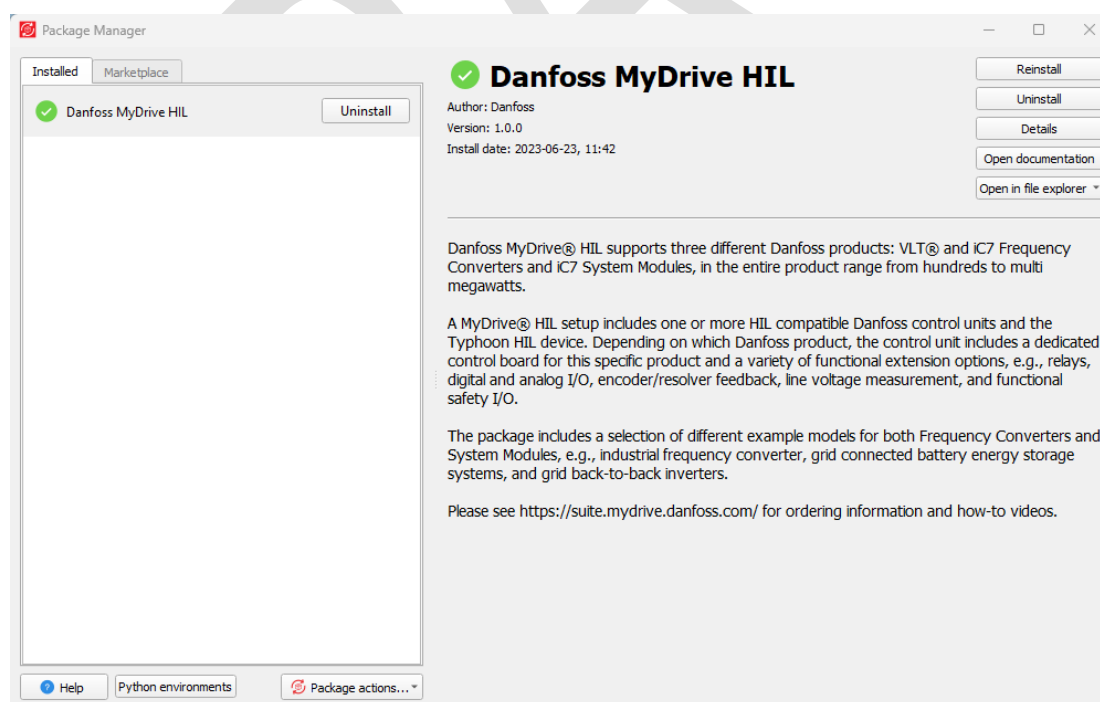 Package Manager
Installed
Marketplace
Danfoss MyDrive HIL
Uninstall
Danfoss MyDrive HIL
Author: Danfoss
Version: 1.0.0
Install date: 2023-06-23, 11:42
Reinstall
Uninstall
Details
Open documentation
Open in file explorer
Danfoss MyDrive® HIL supports three different Danfoss products: VLT® and iC7 Frequency
Converters and iC7 System Modules, in the entire product range from hundreds to multi
megawatts.
A MyDrive® HIL setup includes one or more HIL compatible Danfoss control units and the
Typhoon HIL device. Depending on which Danfoss product, the control unit includes a dedicated
control board for this specific product and a variety of functional extension options, e.g., relays,
digital and analog I/O, encoder/resolver feedback, line voltage measurement, and functional
safety I/O.
The package includes a selection of different example models for both Frequency Converters and
System Modules, e.g., industrial frequency converter, grid connected battery energy storage
systems, and grid back-to-back inverters.
Please see https://suite.mydrive.danfoss.com/ for ordering information and how-to videos.
Help
Python environments
Package actions...